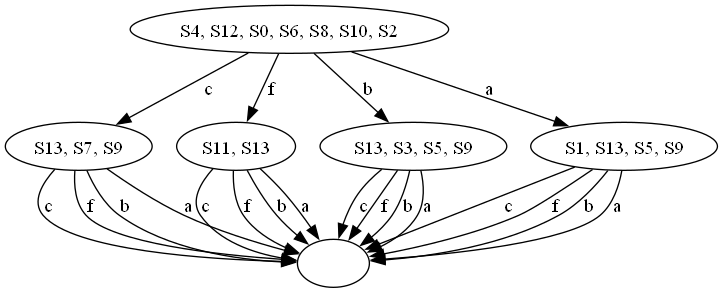 S4, S12, S0, S6, S8, S10, S2
c f b a
S13, S7, S9
S11, S13
S13, S3, S5, S9
S1, S13, S5, S9
c f b a c f b a c f b a c f b a